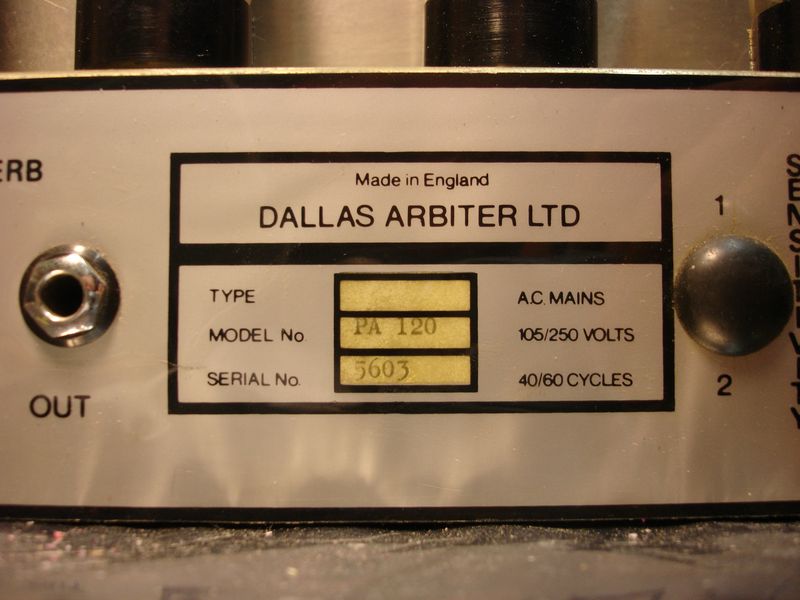 ERB
OUT
Made in England
DALLAS ARBITER LTD
TYPE
MODEL No PA 120
SERIAL No. 5603
A.C. MAINS
105/250 VOLTS
40/60 CYCLES
1
2
SENSITIVITY